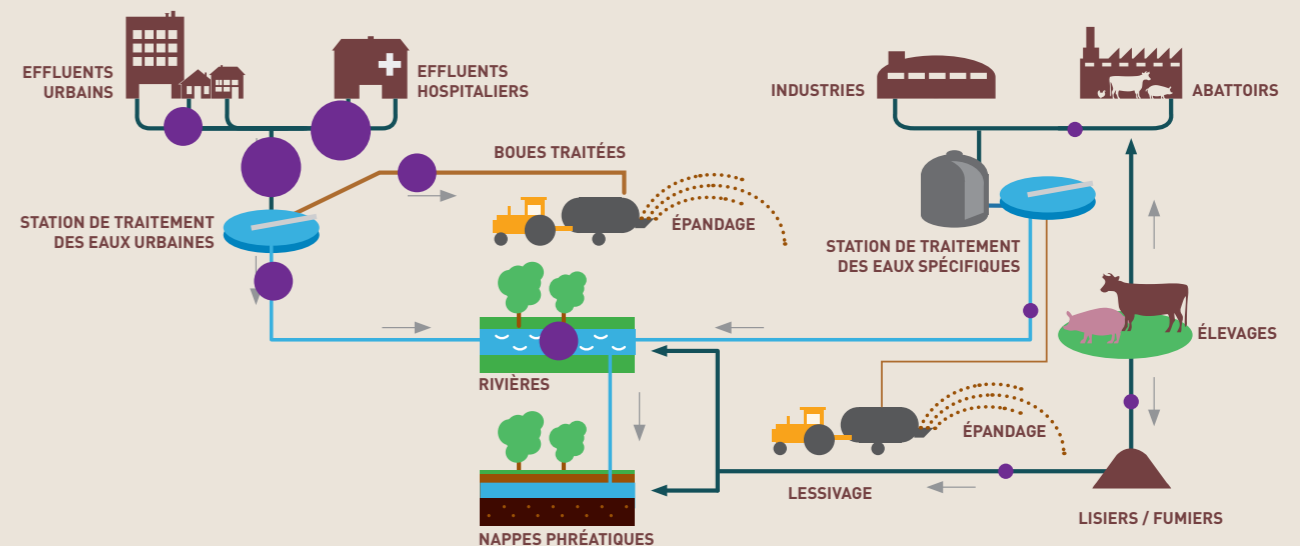 EFFLUENTS
URBAINS
EFFLUENTS
HOSPITALIERS
INDUSTRIES
ABATTOIRS
BOUES TRAITÉES
ÉPANDAGE
STATION DE TRAITEMENT
DES EAUX URBAINES
STATION DE TRAITEMENT
DES EAUX SPÉCIFIQUES
ÉLEVAGES
RIVIÈRES
ÉPANDAGE
LESSIVAGE
LISIERS / FUMIERS
NAPPES PHRÉATIQUES